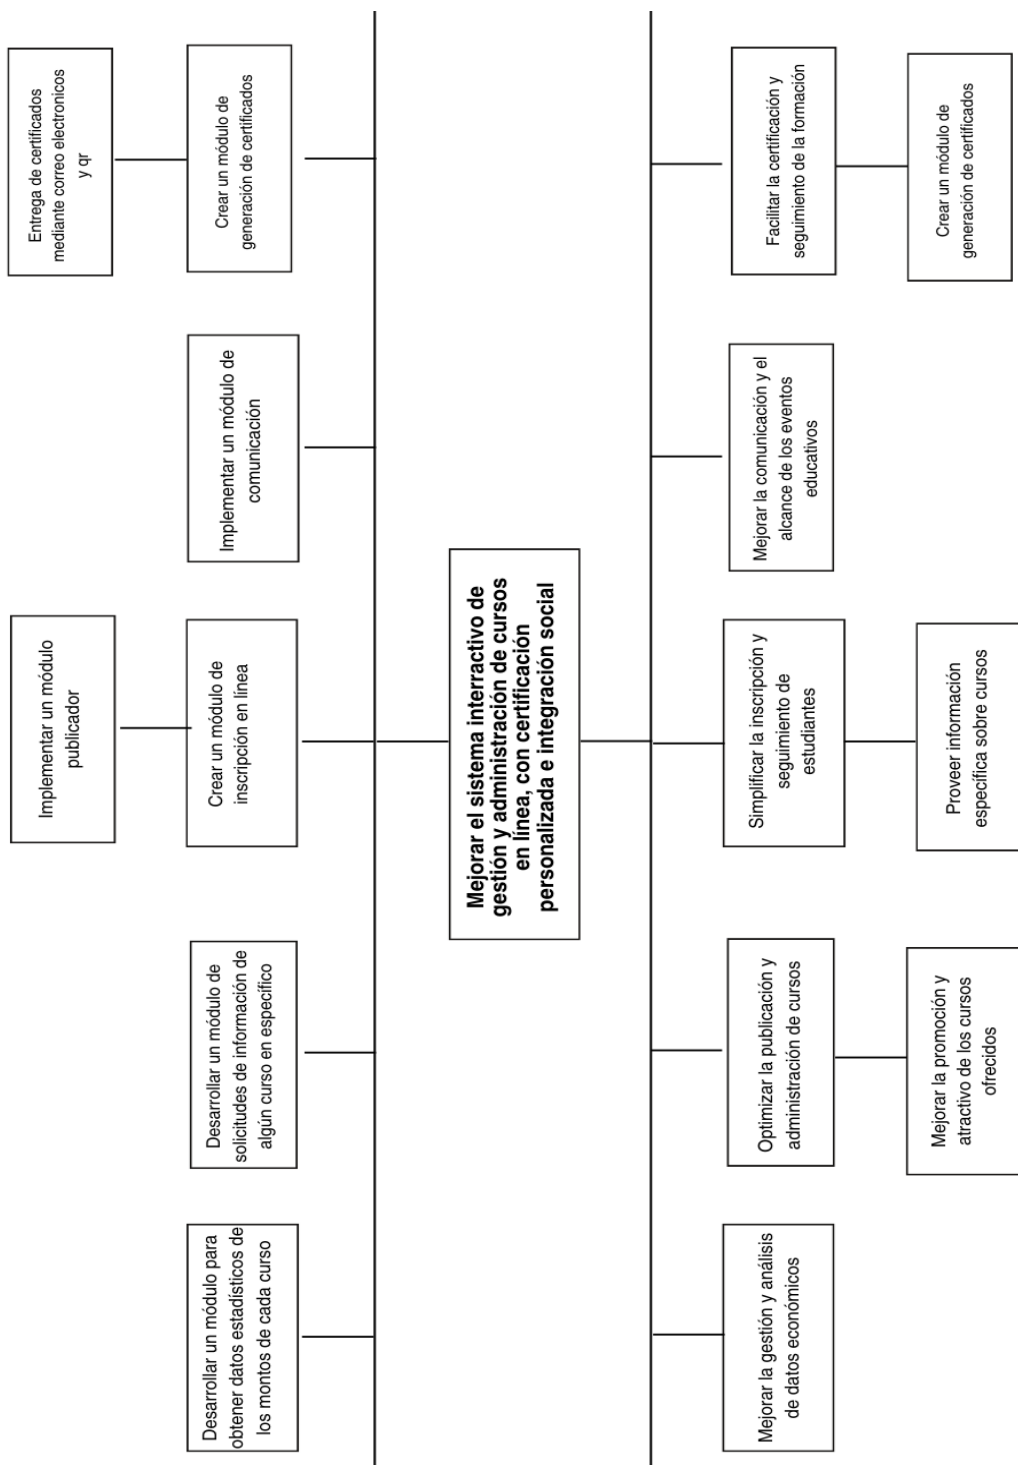 Desarrollar un módulo para
obtener datos estadísticos de
los montos de cada curso
Desarrollar un módulo de
solicitudes de información de
algún curso en específico
Implementar un módulo
publicador
Crear un módulo de
inscripción en línea
Implementar un módulo de
comunicación
Entrega de certificados
mediante correo electronicos
y qr
Crear un módulo de
generación de certificados
Mejorar el sistema interractivo de
gestión y administración de cursos
en línea, con certificación
personalizada e integración social
Mejorar la gestión y análisis
de datos económicos
Optimizar la publicación y
administración de cursos
Mejorar la promoción y
atractivo de los cursos
ofrecidos
Simplificar la inscripción y
seguimiento de
estudiantes
Proveer información
específica sobre cursos
Mejorar la comunicación y el
alcance de los eventos
educativos
Facilitar la certificación y
seguimiento de la formación
Crear un módulo de
generación de certificados